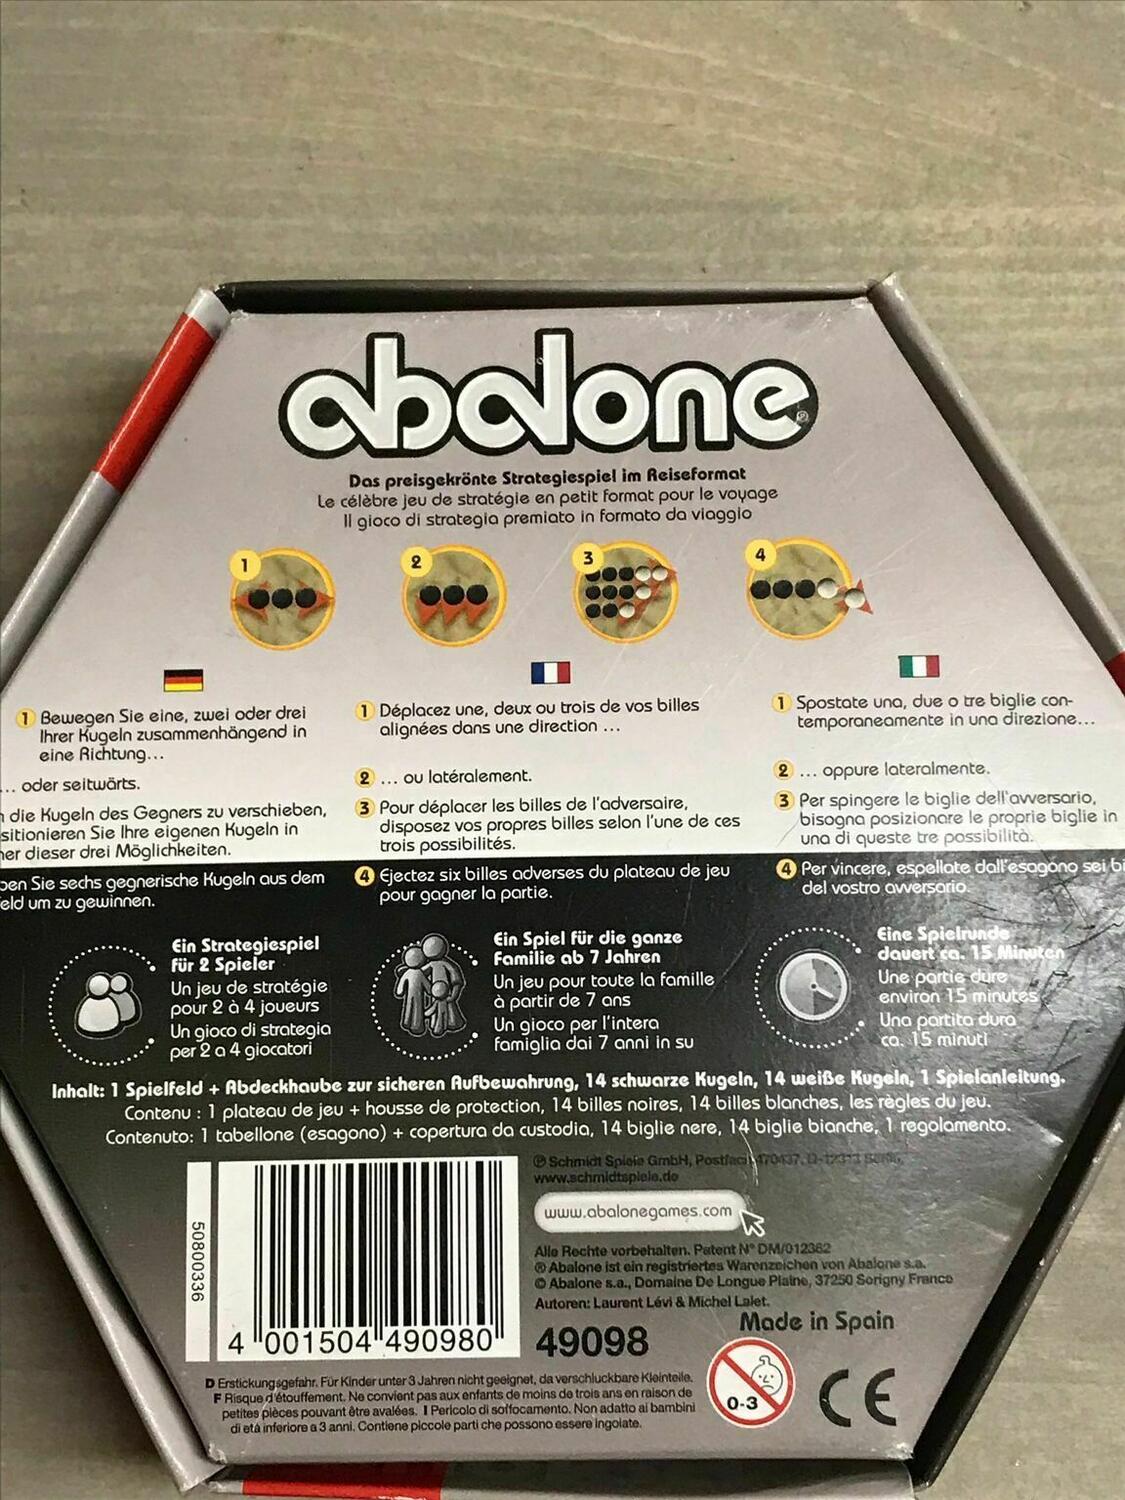 abalone
Das preisgekrönte Strategiespiel im Reiseformat
Le célèbre jeu de stratégie en petit format pour le voyage
Il gioco di strategia premiato in formato da viaggio
1
2
3
4
1 Bewegen Sie eine, zwei oder drei
Ihrer Kugeln zusammenhängend in
eine Richtung...
... oder seitwärts.
die Kugeln des Gegners zu verschieben,
sitionieren Sie Ihre eigenen Kugeln in
er dieser drei Möglichkeiten.
ben Sie sechs gegnerische Kugeln aus dem
eld um zu gewinnen.
1 Déplacez une, deux ou trois de vos billes
alignées dans une direction ...
2 ... ou latéralement.
3 Pour déplacer les billes de l'adversaire,
disposez vos propres billes selon l'une de ces
trois possibilités.
4 Ejectez six billes adverses du plateau de jeu
pour gagner la partie.
1 Spostate una, due o tre biglie con-
temporaneamente in una direzione...
2 ... oppure lateralmente.
3 Per spingere le biglie dell'avversario,
bisogna posizionare le proprie biglie in
una di queste tre possibilità.
4 Per vincere, espellete dall'esagono sei bi
del vostro avversario.
Ein Strategiespiel
für 2 Spieler
Un jeu de stratégie
pour 2 à 4 joueurs
Un gioco di strategia
per 2 a 4 giocatori
Ein Spiel für die ganze
Familie ab 7 Jahren
Un jeu pour toute la famille
à partir de 7 ans
Un gioco per l'intera
famiglia dai 7 anni in su
Eine Spielrunde
dauert ca. 15 Minuten
Une partie dure
environ 15 minutes
Una partita dura
ca. 15 minuti
Inhalt: 1 Spielfeld + Abdeckhaube zur sicheren Aufbewahrung, 14 schwarze Kugeln, 14 weiße Kugeln, 1 Spielanleitung.
Contenu : 1 plateau de jeu + housse de protection, 14 billes noires, 14 billes blanches, les règles du jeu.
Contenuto: 1 tabellone (esagono) + copertura da custodia, 14 biglie nere, 14 biglie bianche, 1 regolamento.
50800336
4 001504 490980
℗ Schmidt Spiele GmbH, Postfach 470437,
www.schmidtspiele.de
www.abalonegames.com
Alle Rechte vorbehalten. Patent N° DM/012362
® Abalone ist ein registriertes Warenzeichen von Abalone s.a.
© Abalone s.a., Domaine De Longue Plaine, 37250 Sorigny France
Autoren: Laurent Lévi & Michel Lalet.
49098
Made in Spain
D Erstickungsgefahr. Für Kinder unter 3 Jahren nicht geeignet, da verschluckbare Kleinteile.
F Risque d'étouffement. Ne convient pas aux enfants de moins de trois ans en raison de
petites pièces pouvant être avalées. I Pericolo di soffocamento. Non adatto ai bambini
di età inferiore a 3 anni. Contiene piccole parti che possono essere ingoiate.
0-3
CE